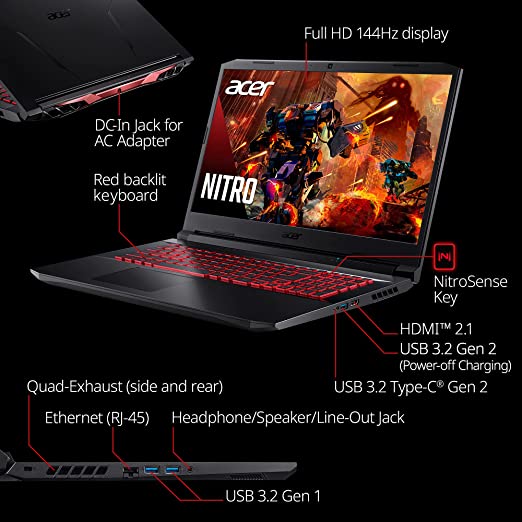 Full HD 144Hz display
acer
acer
DC-In Jack for
AC Adapter
NITRO
Red backlit
keyboard
acer
NitroSense
Key
HDMI™ 2.1
USB 3.2 Gen 2
(Power-off Charging)
USB 3.2 Type-C® Gen 2
Quad-Exhaust (side and rear)
Ethernet (RJ-45)
Headphone/Speaker/Line-Out Jack
USB 3.2 Gen 1